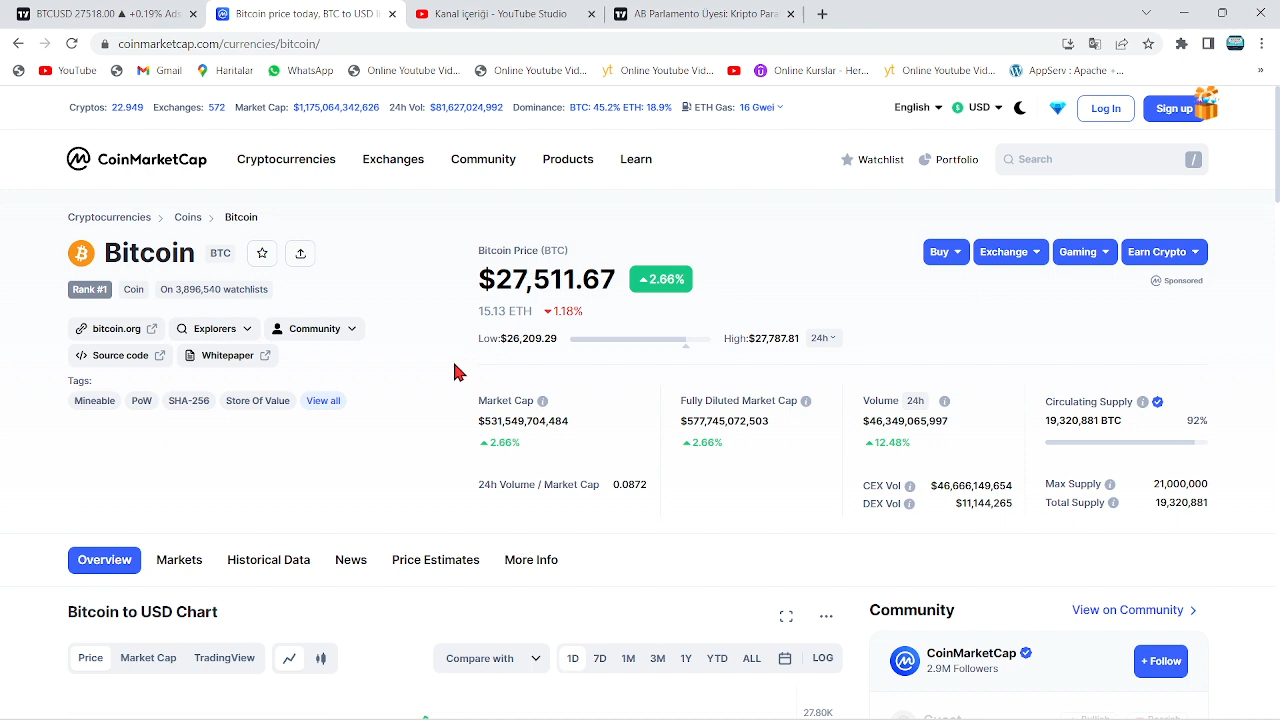 BTCUSD 27518.00 ▲ +0.19% Ads
Bitcoin price today, BTC to USD li
Kanal içeriği - YouTube Studio
AB Parlamento Üyesi Kripto Para
coinmarketcap.com/currencies/bitcoin/
YouTube
Gmail
Haritalar
WhatsApp
Online Youtube Vid...
Online Youtube Vid...
Online Youtube Vid...
Online Kurslar - Her...
Online Youtube Vid...
AppServ : Apache +...
»
Cryptos: 22.949 Exchanges: 572 Market Cap: $1,175,064,342,626 24h Vol: $81,627,024,992 Dominance: BTC: 45.2% ETH: 18.9% ETH Gas: 16 Gwei
English USD Log In Sign up
CoinMarketCap Cryptocurrencies Exchanges Community Products Learn Watchlist Portfolio Search /
Cryptocurrencies > Coins > Bitcoin
Bitcoin BTC
Rank #1 Coin On 3,896,540 watchlists
bitcoin.org Explorers Community
Source code Whitepaper
Tags:
Mineable PoW SHA-256 Store Of Value View all
Bitcoin Price (BTC)
$27,511.67 2.66%
15.13 ETH 1.18%
Low:$26,209.29 High:$27,787.81 24h
Buy Exchange Gaming Earn Crypto
Sponsored
Market Cap
$531,549,704,484
2.66%
24h Volume / Market Cap 0.0872
Fully Diluted Market Cap
$577,745,072,503
2.66%
Volume 24h
$46,349,065,997
12.48%
CEX Vol $46,666,149,654
DEX Vol $11,144,265
Circulating Supply
19,320,881 BTC 92%
Max Supply 21,000,000
Total Supply 19,320,881
Overview Markets Historical Data News Price Estimates More Info
Bitcoin to USD Chart
Price Market Cap TradingView
Compare with 1D 7D 1M 3M 1Y YTD ALL LOG
27.80K
Community View on Community >
CoinMarketCap
2.9M Followers
+ Follow